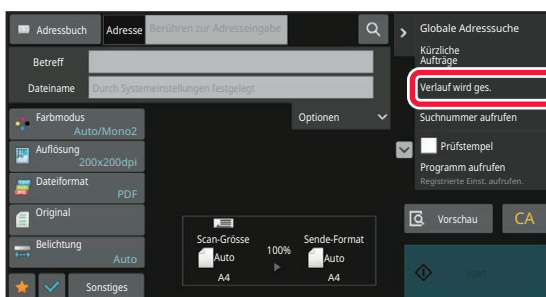 Adressbuch
Adresse
Berühren zur Adresseingabe
Betreff
Dateiname
Durch Systemeinstellungen festgelegt
Optionen
Farbmodus
Auto/Mono2
Auflösung
200x200dpi
Dateiformat
PDF
Original
Belichtung
Auto
Sonstiges
Scan-Grösse
Auto
A4
100%
Sende-Format
Auto
A4
Globale Adresssuche
Kürzliche
Aufträge
Verlauf wird ges.
Suchnummer aufrufen
Prüfstempel
Programm aufrufen
Registrierte Einst. aufrufen.
Vorschau
CA
Start